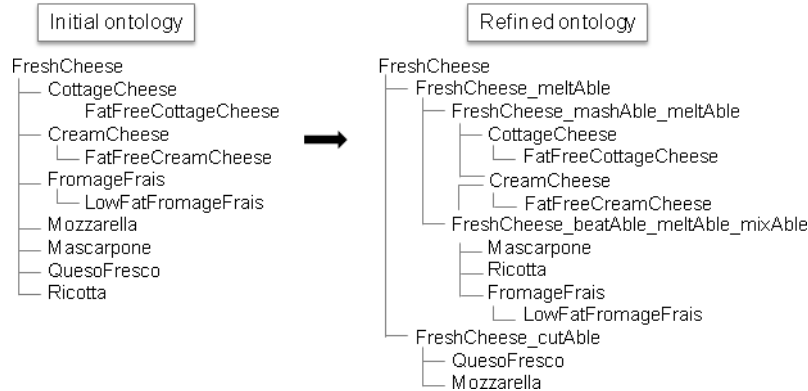 Initial ontology
FreshCheese
CottageCheese
FatFreeCottageCheese
CreamCheese
FatFreeCreamCheese
FromageFrais
LowFatFromageFrais
Mozzarella
Mascarpone
QuesoFresco
Ricotta
Refined ontology
FreshCheese
FreshCheese_meltAble
FreshCheese_mashAble_meltAble
CottageCheese
FatFreeCottageCheese
CreamCheese
FatFreeCreamCheese
FreshCheese_beatAble_meltAble_mixAble
Mascarpone
Ricotta
FromageFrais
LowFatFromageFrais
FreshCheese_cutAble
QuesoFresco
Mozzarella